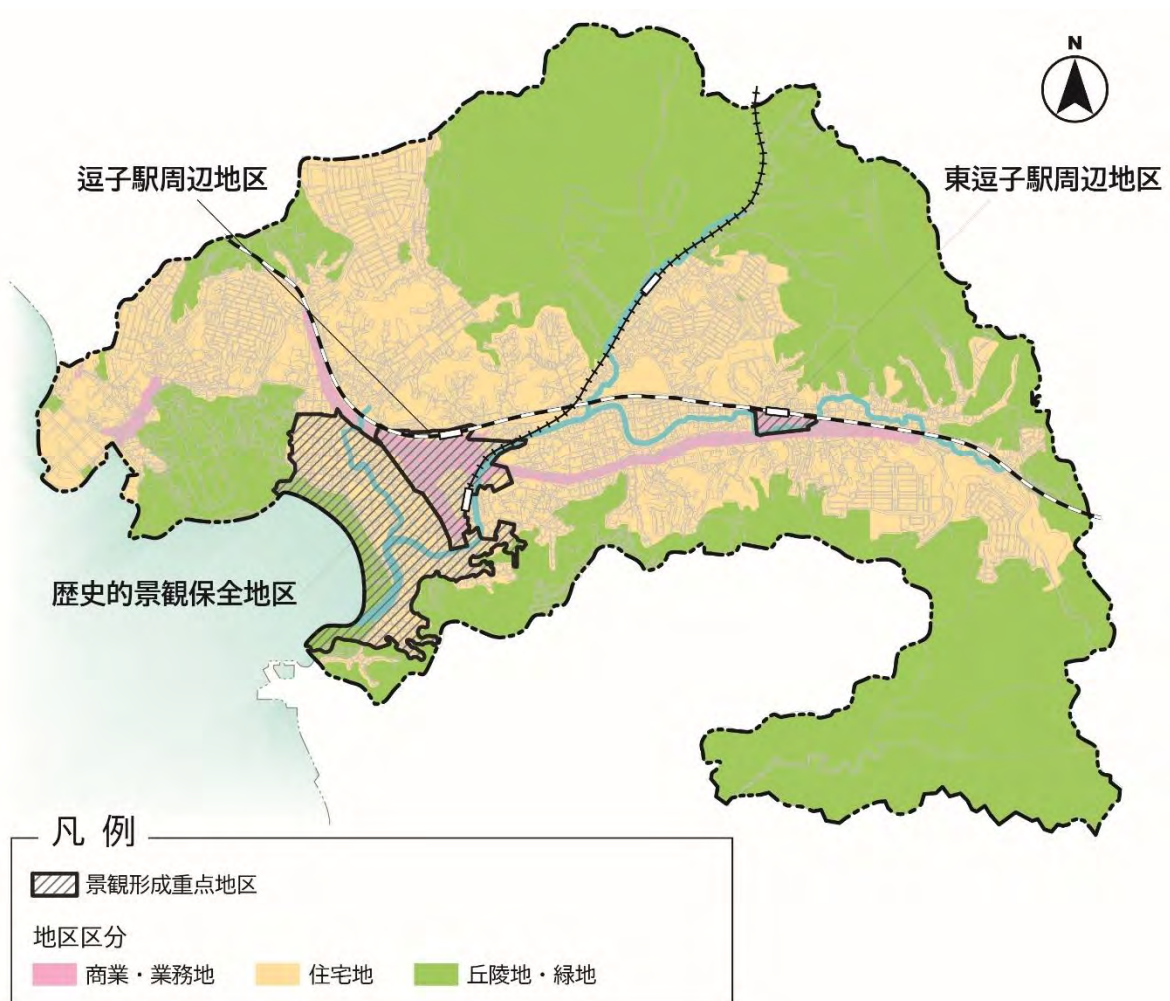 N
逗子駅周辺地区
東逗子駅周辺地区
歴史的景観保全地区
凡 例
景観形成重点地区
地区区分
商業・業務地
住宅地
丘陵地・緑地